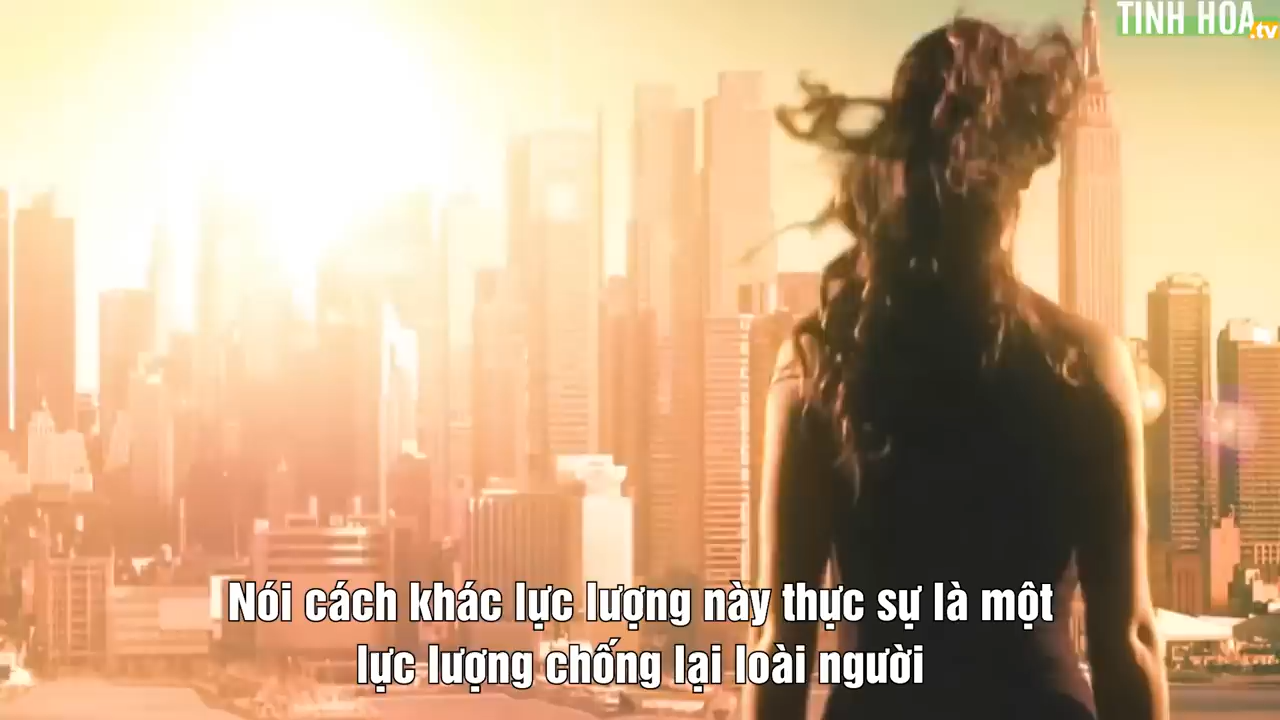 TINH HOA
.tv
Nói cách khác lực lượng này thực sự là một
lực lượng chống lại loài người